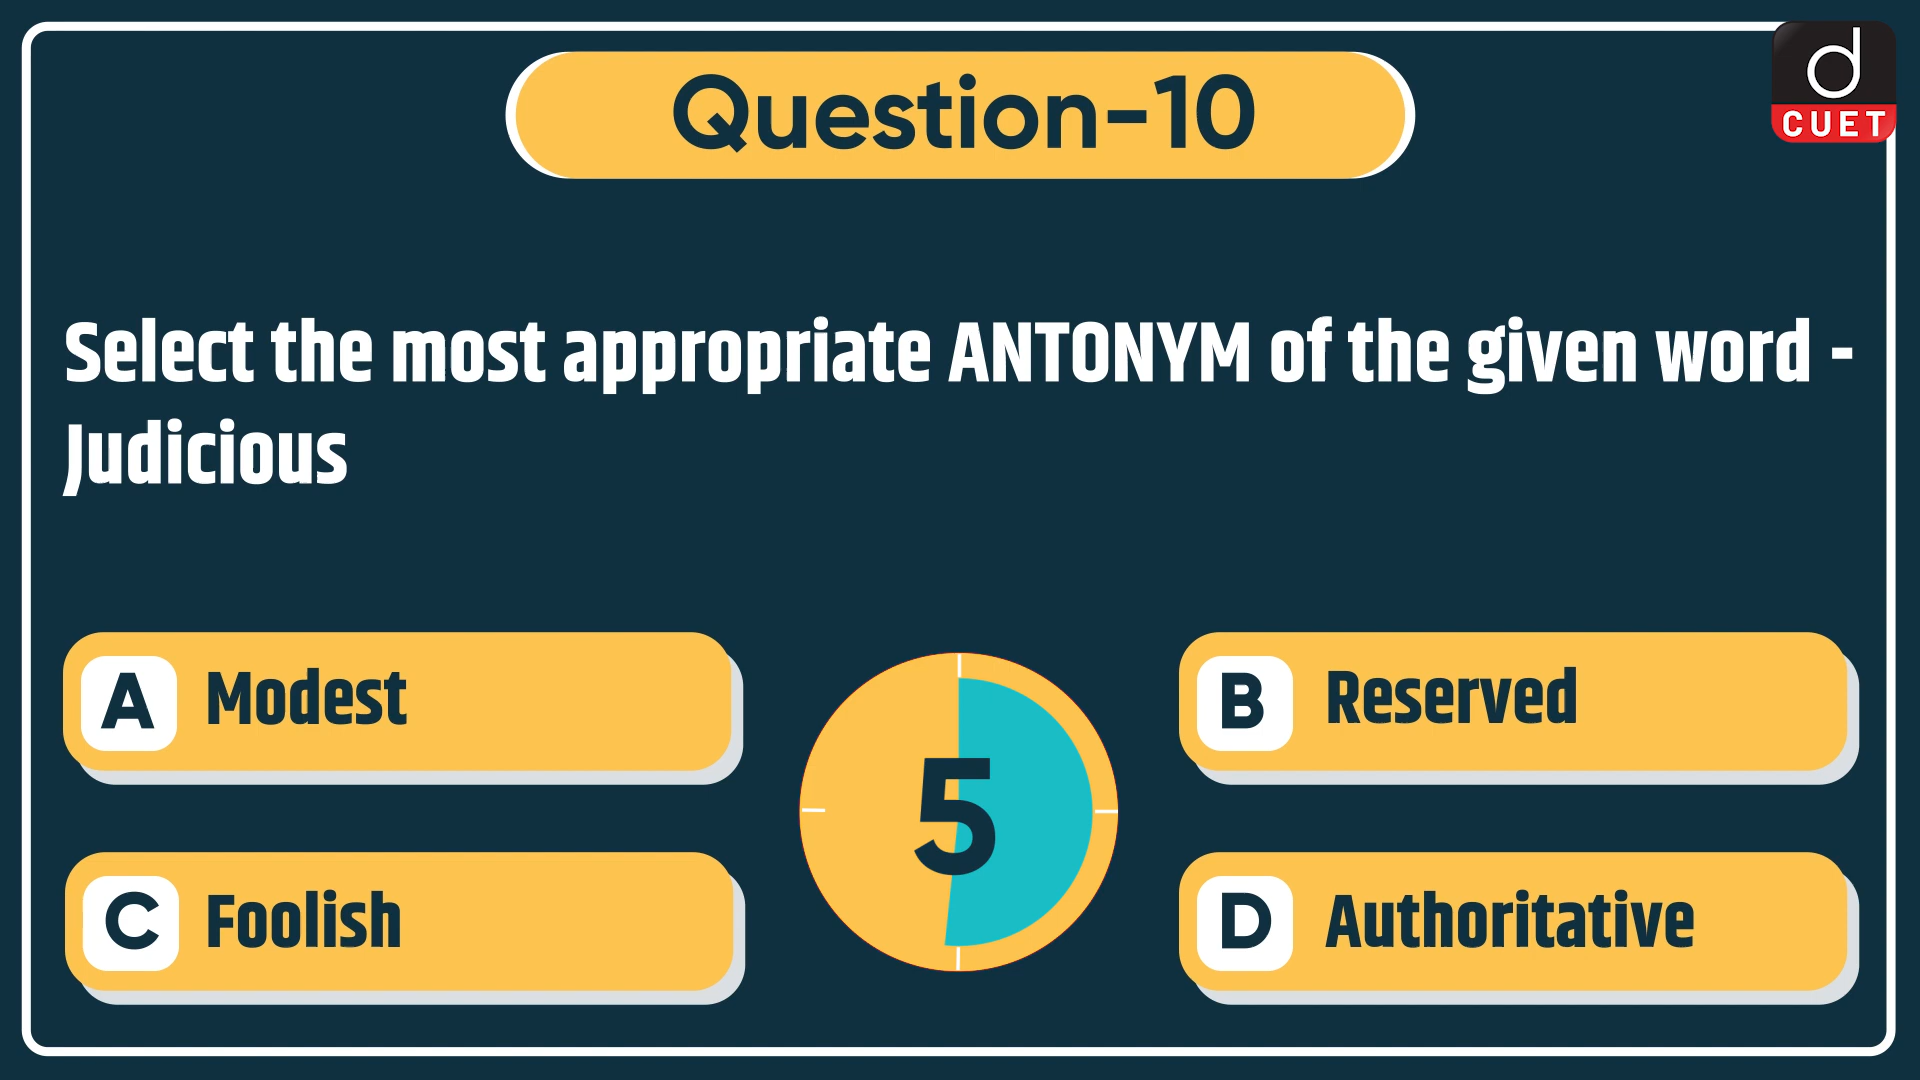 Question-10
d
CUET
Select the most appropriate ANTONYM of the given word -
Judicious
A Modest
B Reserved
5
C Foolish
D Authoritative